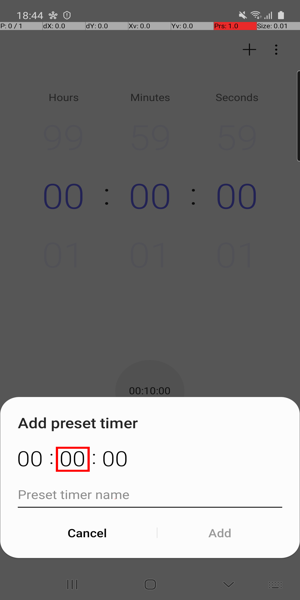 18:44
P: 0 / 1 dX: 0.0 dY: 0.0 Xv: 0.0 Yv: 0.0 Prs: 1.0 Size: 0.01
Hours Minutes Seconds
99 59 59
00 : 00 : 00
01 01 01
00:10:00
Add preset timer
00 : 00 : 00
Preset timer name
Cancel Add